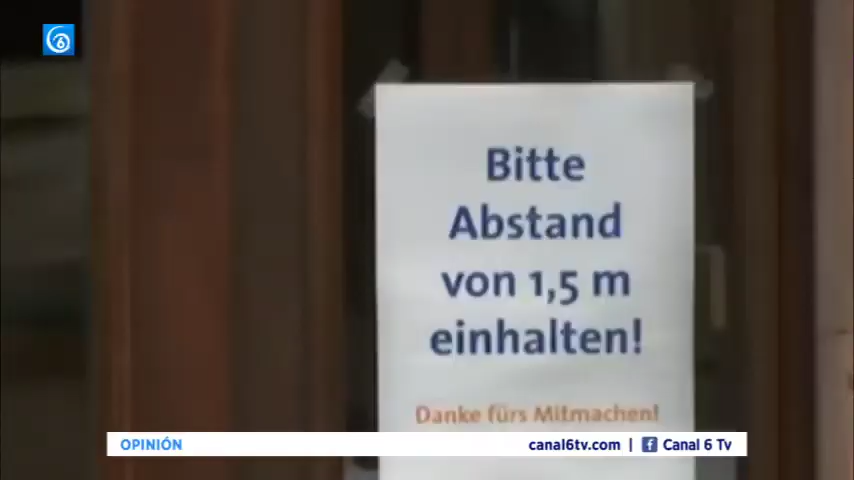 6
Bitte
Abstand
von 1,5 m
einhalten!
Danke fürs Mitmachen!
OPINIÓN
canal6tv.com | f Canal 6 Tv